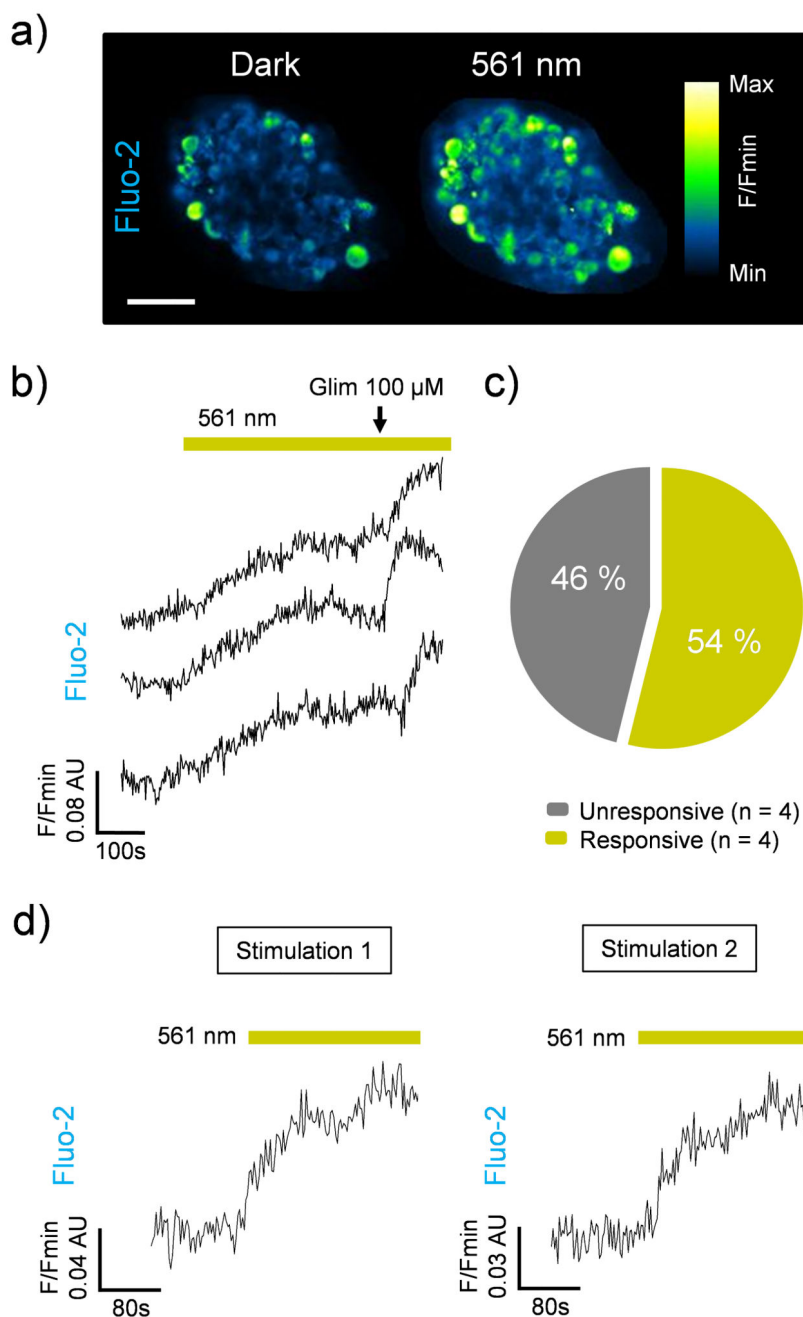 a)
Dark
561 nm
Fluo-2
Max
F/Fmin
Min
b)
Glim 100 µM
561 nm
Fluo-2
F/Fmin
0.08 AU
100s
c)
46 %
54 %
Unresponsive (n = 4)
Responsive (n = 4)
d)
Stimulation 1
561 nm
Fluo-2
F/Fmin
0.04 AU
80s
Stimulation 2
561 nm
Fluo-2
F/Fmin
0.03 AU
80s